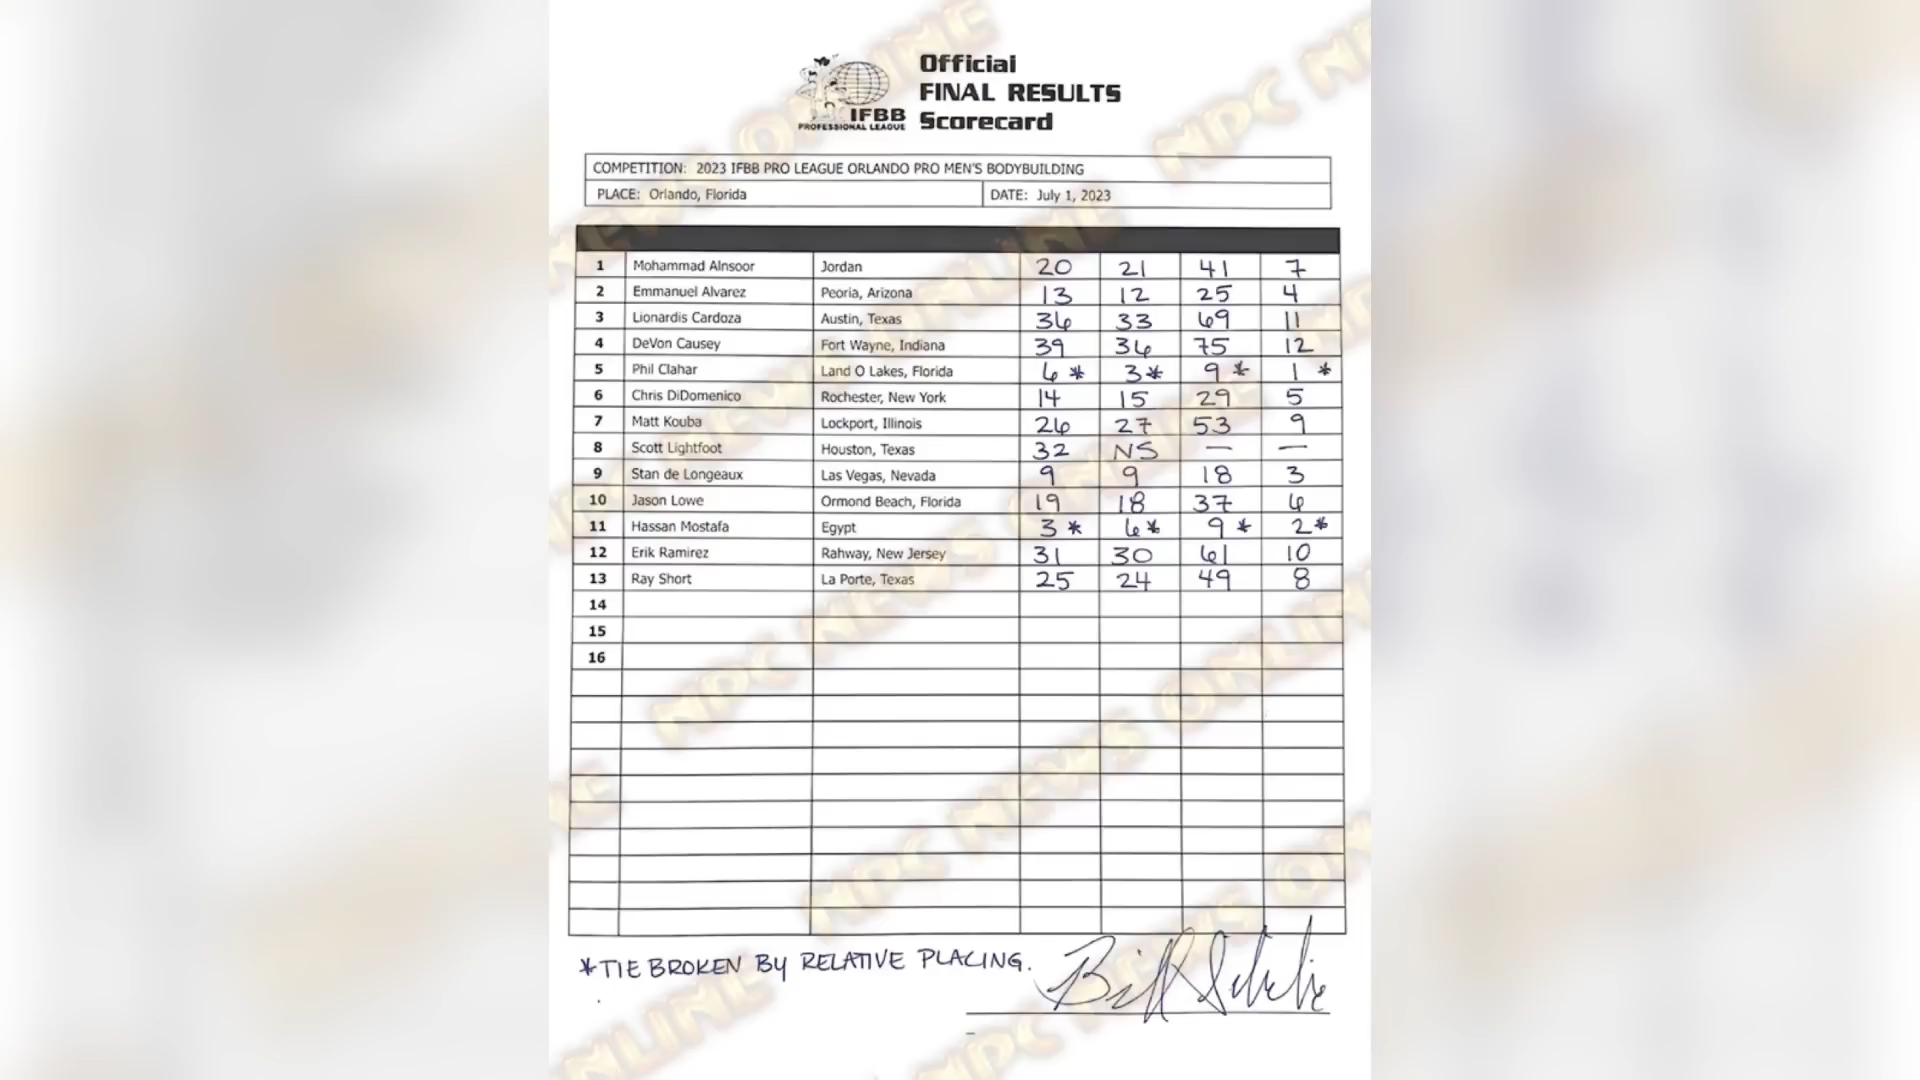 IFBB
PROFESSIONAL LEAGUE
Official
FINAL RESULTS
Scorecard
COMPETITION: 2023 IFBB PRO LEAGUE ORLANDO PRO MEN'S BODYBUILDING
PLACE: Orlando, Florida DATE: July 1, 2023
1 Mohammad Alnsoor Jordan 20 21 41 7
2 Emmanuel Alvarez Peoria, Arizona 13 12 25 4
3 Lionardis Cardoza Austin, Texas 36 33 69 11
4 DeVon Causey Fort Wayne, Indiana 39 36 75 12
5 Phil Clahar Land O Lakes, Florida 6 * 3 * 9 * 1 *
6 Chris DiDomenico Rochester, New York 14 15 29 5
7 Matt Kouba Lockport, Illinois 26 27 53 9
8 Scott Lightfoot Houston, Texas 32 NS — —
9 Stan de Longeaux Las Vegas, Nevada 9 9 18 3
10 Jason Lowe Ormond Beach, Florida 19 18 37 6
11 Hassan Mostafa Egypt 3 * 6 * 9 * 2 *
12 Erik Ramirez Rahway, New Jersey 31 30 61 10
13 Ray Short La Porte, Texas 25 24 49 8
14
15
16
*TIE BROKEN BY RELATIVE PLACING.
NPC NEWS ONLINE